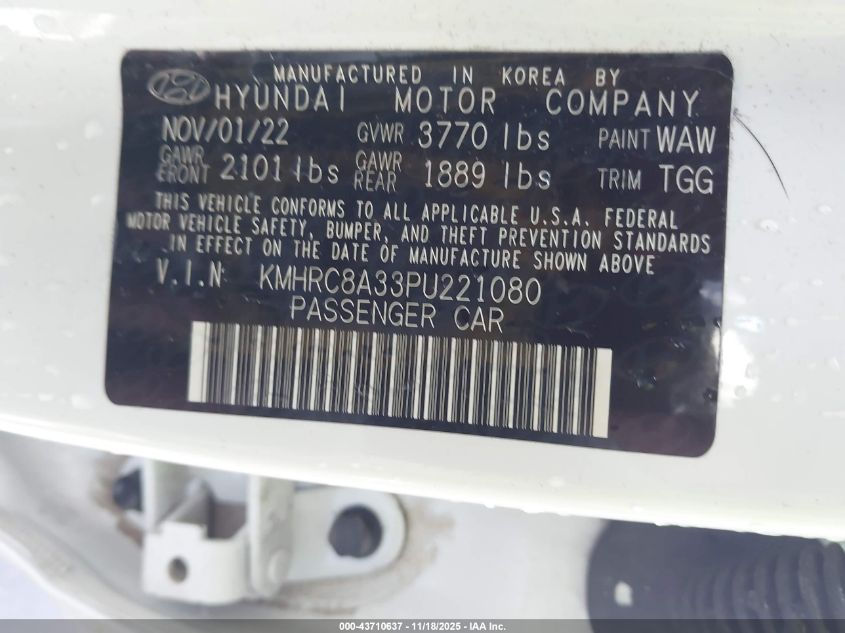 MANUFACTURED IN KOREA BY
HYUNDAI MOTOR COMPANY
NOV/01/22 GVWR 3770 lbs PAINT WAW
GAWR FRONT 2101 lbs GAWR REAR 1889 lbs TRIM TGG
THIS VEHICLE CONFORMS TO ALL APPLICABLE U.S.A. FEDERAL
MOTOR VEHICLE SAFETY, BUMPER, AND THEFT PREVENTION STANDARDS
IN EFFECT ON THE DATE OF MANUFACTURE SHOWN ABOVE
V.I.N KMHRC8A33PU221080
PASSENGER CAR
000-43710637 - 11/18/2025 - IAA Inc.